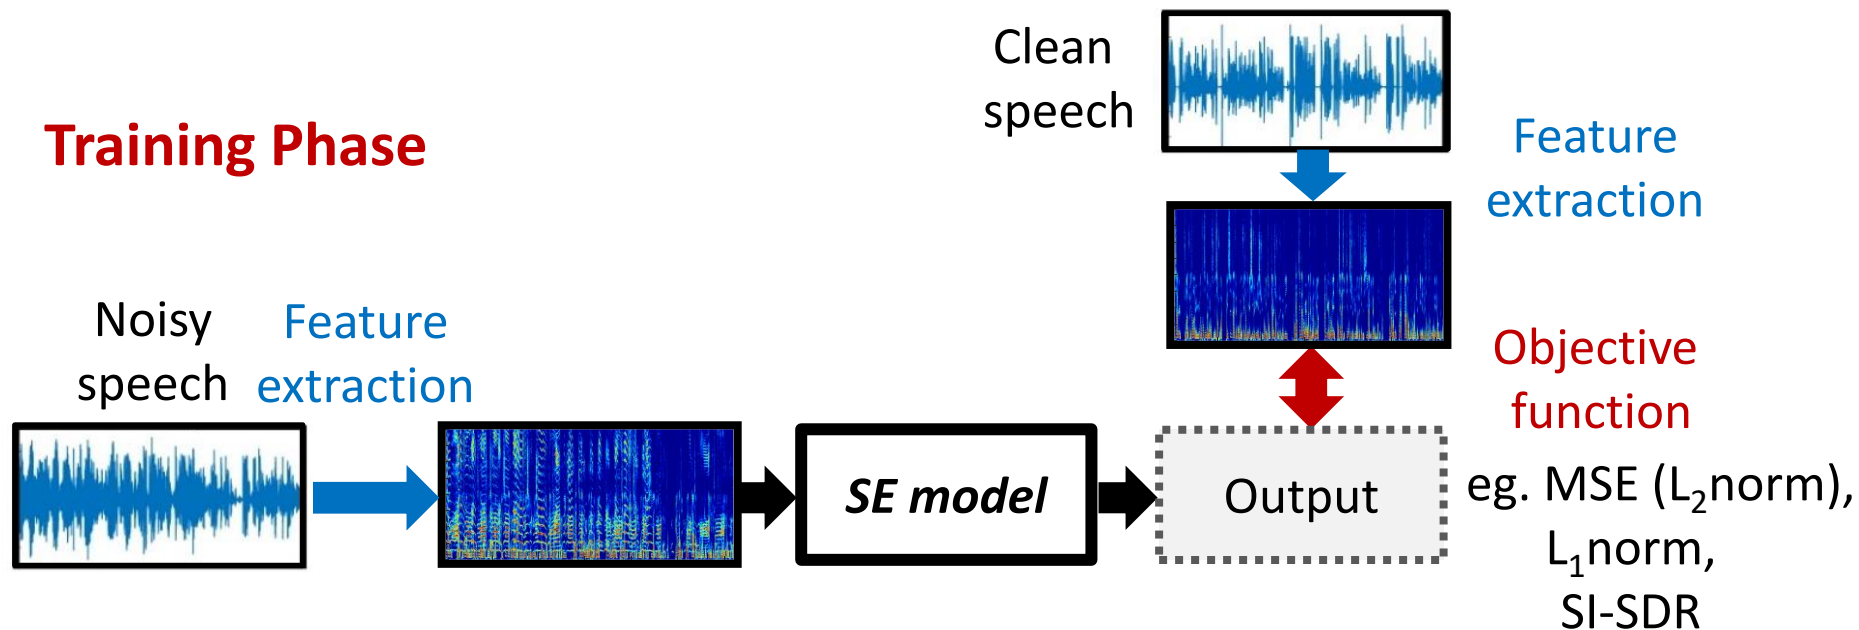 Training Phase
Clean
speech
Feature
extraction
Noisy
speech
Feature
extraction
SE model
Output
Objective
function
eg. MSE (L₂norm),
L₁norm,
SI-SDR